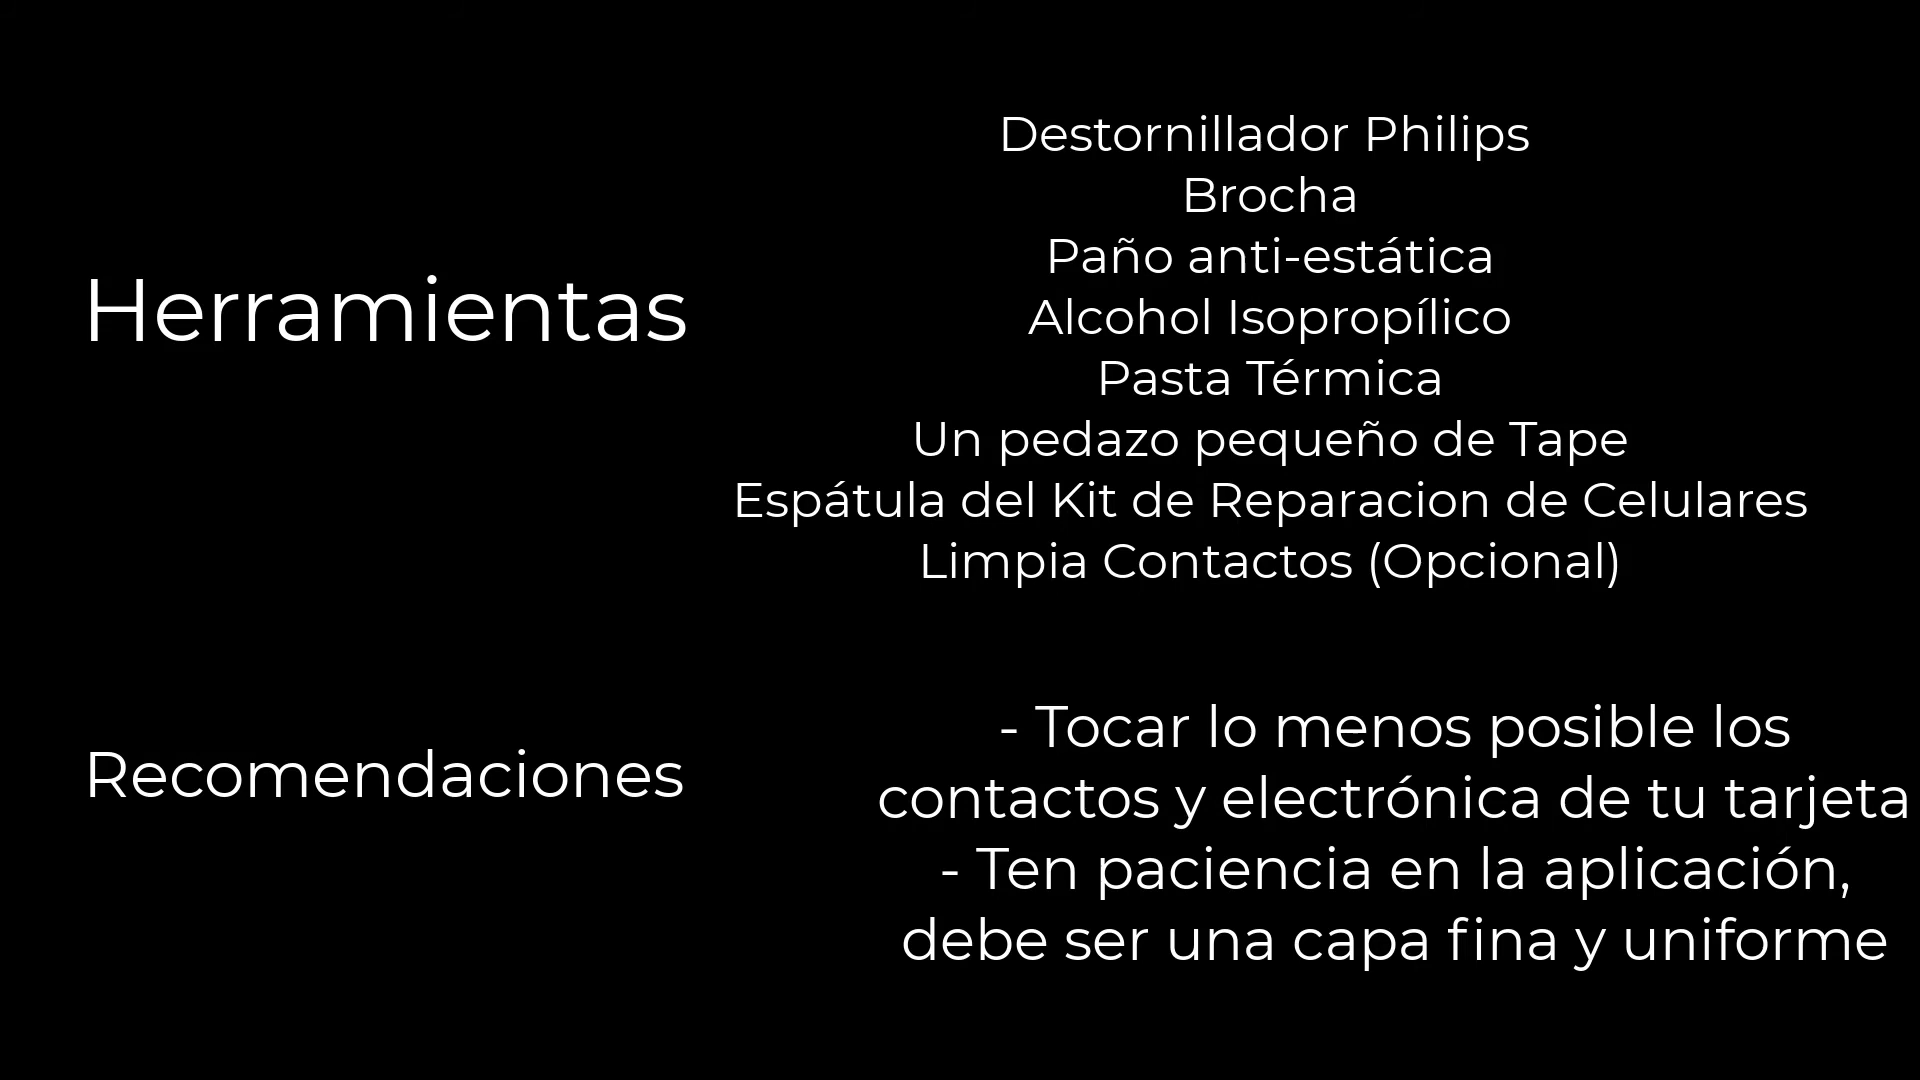 Herramientas
Destornillador Philips
Brocha
Paño anti-estática
Alcohol Isopropílico
Pasta Térmica
Un pedazo pequeño de Tape
Espátula del Kit de Reparacion de Celulares
Limpia Contactos (Opcional)
Recomendaciones
- Tocar lo menos posible los
contactos y electrónica de tu tarjeta
- Ten paciencia en la aplicación,
debe ser una capa fina y uniforme